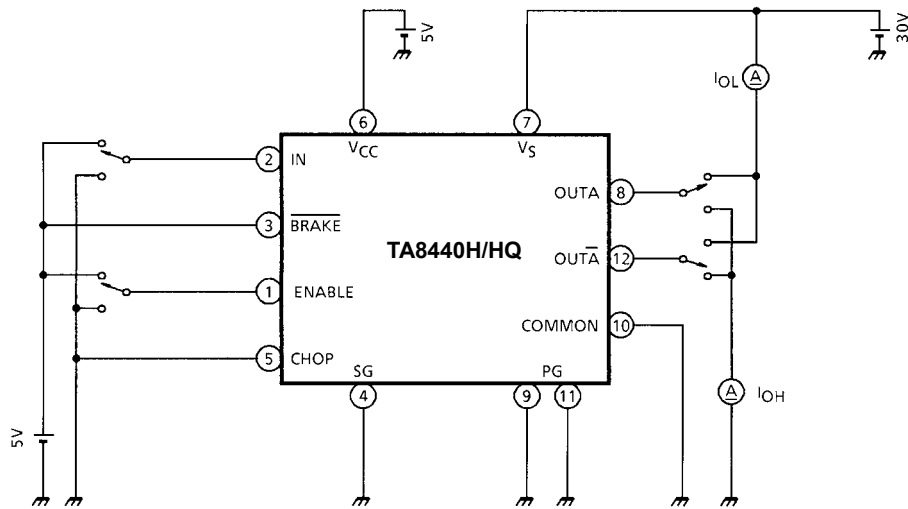 5V
30V
IOL
A
6
7
VCC
VS
2
IN
OUTA
8
3
BRAKE
TA8440H/HQ
OUTA̅
12
1
ENABLE
COMMON
10
5
CHOP
SG
PG
4
9
11
A
IOH
5V